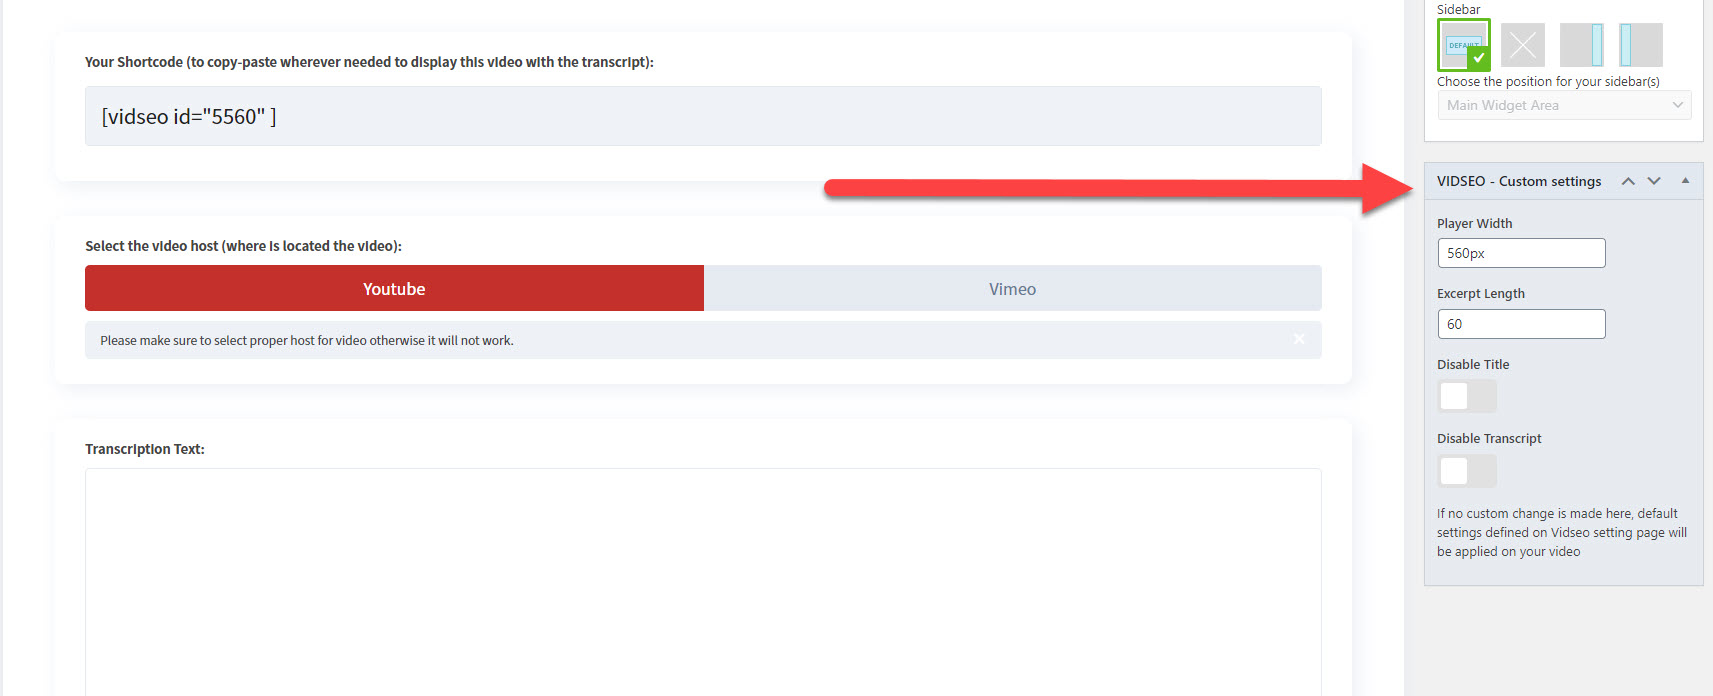 Your Shortcode (to copy-paste wherever needed to display this video with the transcript):
[vidseo id="5560" ]
Select the video host (where is located the video):
Youtube
Vimeo
Please make sure to select proper host for video otherwise it will not work.
Transcription Text:
Sidebar
DEFAULT
Choose the position for your sidebar(s)
Main Widget Area
VIDSEO - Custom settings
Player Width
560px
Excerpt Length
60
Disable Title
Disable Transcript
If no custom change is made here, default
settings defined on Vidseo setting page will
be applied on your video